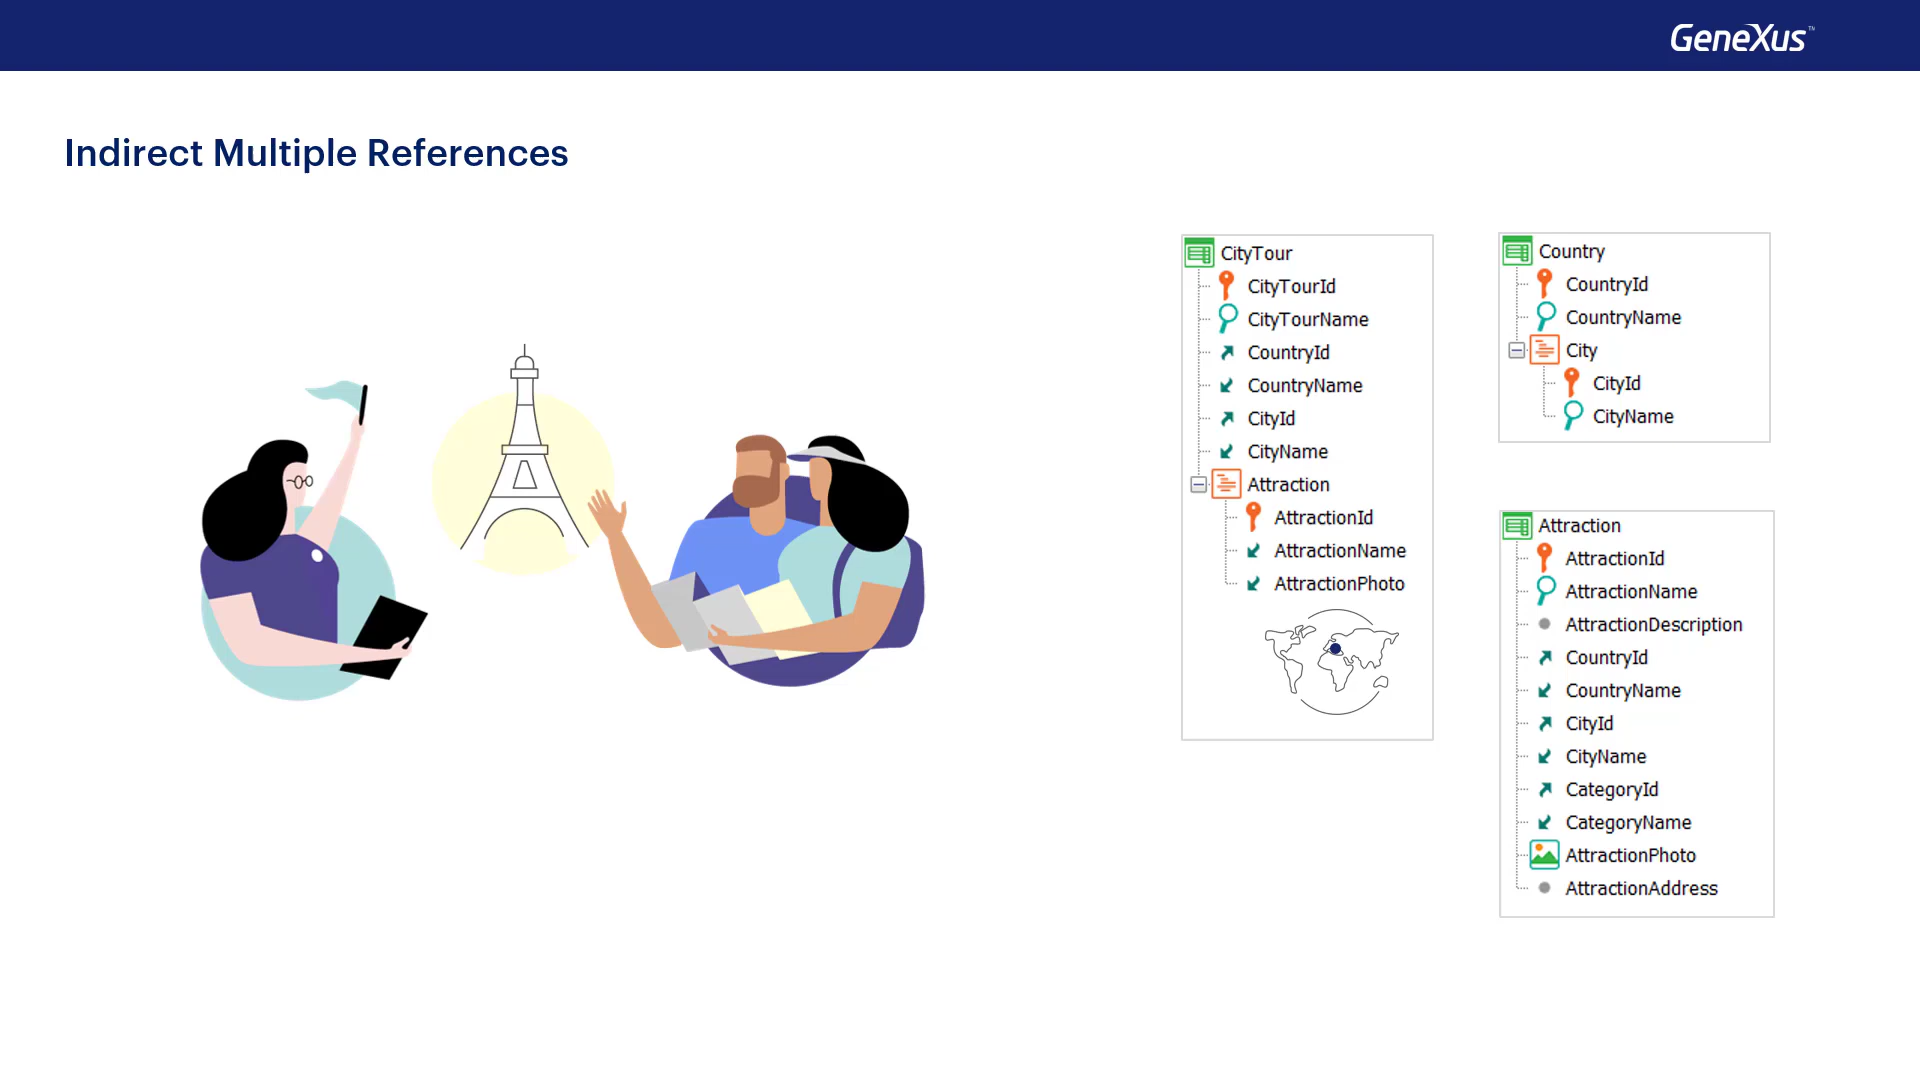 GeneXus™
Indirect Multiple References
CityTour
CityTourId
CityTourName
CountryId
CountryName
CityId
CityName
Attraction
AttractionId
AttractionName
AttractionPhoto
Country
CountryId
CountryName
City
CityId
CityName
Attraction
AttractionId
AttractionName
AttractionDescription
CountryId
CountryName
CityId
CityName
CategoryId
CategoryName
AttractionPhoto
AttractionAddress